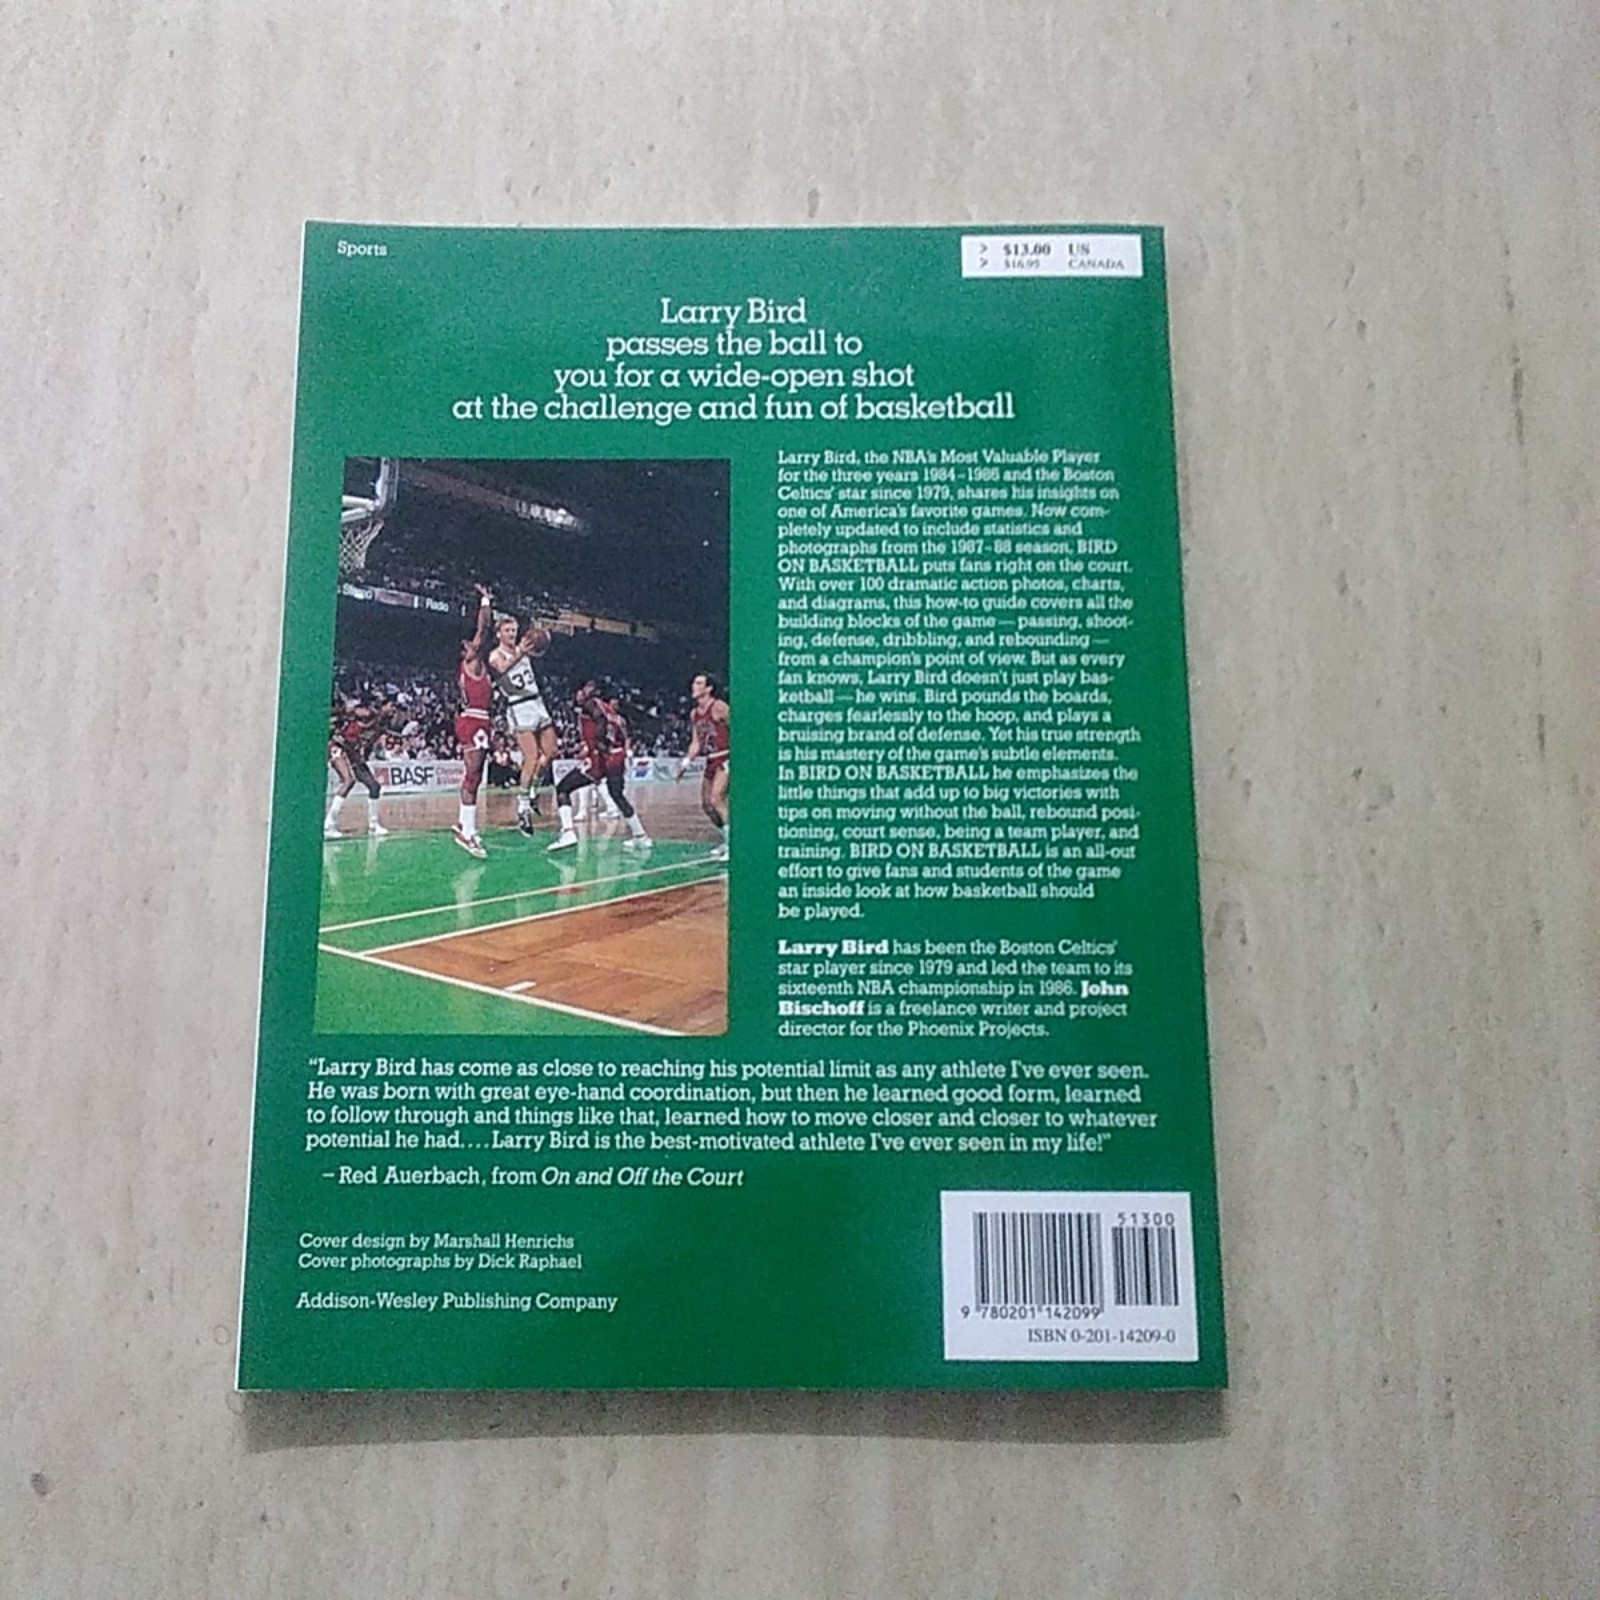 Sports
> $13.00 US
> $16.95 CANADA
Larry Bird
passes the ball to
you for a wide-open shot
at the challenge and fun of basketball
Larry Bird, the NBA's Most Valuable Player
for the three years 1984–1986 and the Boston
Celtics' star since 1979, shares his insights on
one of America's favorite games. Now com-
pletely updated to include statistics and
photographs from the 1987–88 season, BIRD
ON BASKETBALL puts fans right on the court.
With over 100 dramatic action photos, charts,
and diagrams, this how-to guide covers all the
building blocks of the game — passing, shoot-
ing, defense, dribbling, and rebounding —
from a champion's point of view. But as every
fan knows, Larry Bird doesn't just play bas-
ketball — he wins. Bird pounds the boards,
charges fearlessly to the hoop, and plays a
bruising brand of defense. Yet his true strength
is his mastery of the game's subtle elements.
In BIRD ON BASKETBALL he emphasizes the
little things that add up to big victories with
tips on moving without the ball, rebound posi-
tioning, court sense, being a team player, and
training. BIRD ON BASKETBALL is an all-out
effort to give fans and students of the game
an inside look at how basketball should
be played.
Larry Bird has been the Boston Celtics'
star player since 1979 and led the team to its
sixteenth NBA championship in 1986. John
Bischoff is a freelance writer and project
director for the Phoenix Projects.
Radio
33
BASF
"Larry Bird has come as close to reaching his potential limit as any athlete I've ever seen.
He was born with great eye-hand coordination, but then he learned good form, learned
to follow through and things like that, learned how to move closer and closer to whatever
potential he had....Larry Bird is the best-motivated athlete I've ever seen in my life!"
– Red Auerbach, from On and Off the Court
Cover design by Marshall Henrichs
Cover photographs by Dick Raphael
Addison-Wesley Publishing Company
51300
9 780201 142099
ISBN 0-201-14209-0